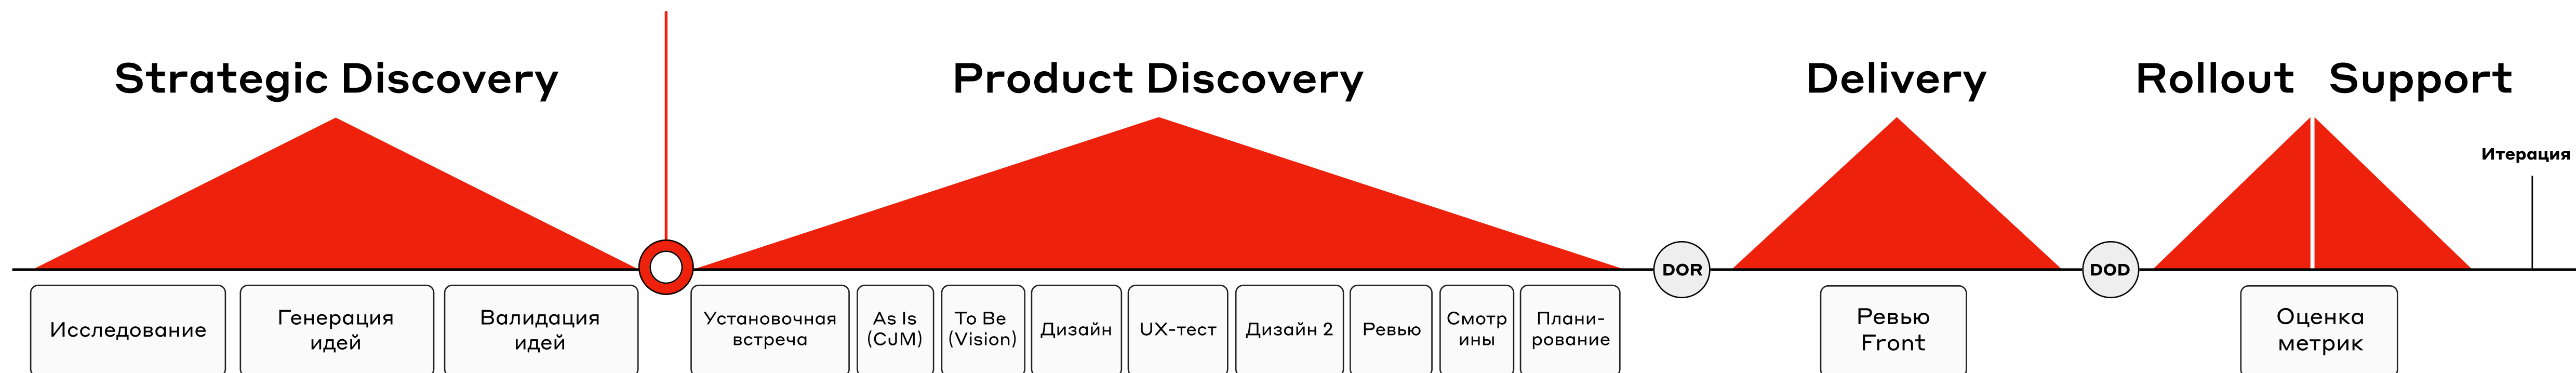 Strategic Discovery
Product Discovery
Delivery
Rollout
Support
Итерация
DOR
DOD
Исследование
Генерация
идей
Валидация
идей
Установочная
встреча
As Is
(CJM)
To Be
(Vision)
Дизайн
UX-тест
Дизайн 2
Ревью
Смотр
ины
Плани-
рование
Ревью
Front
Оценка
метрик